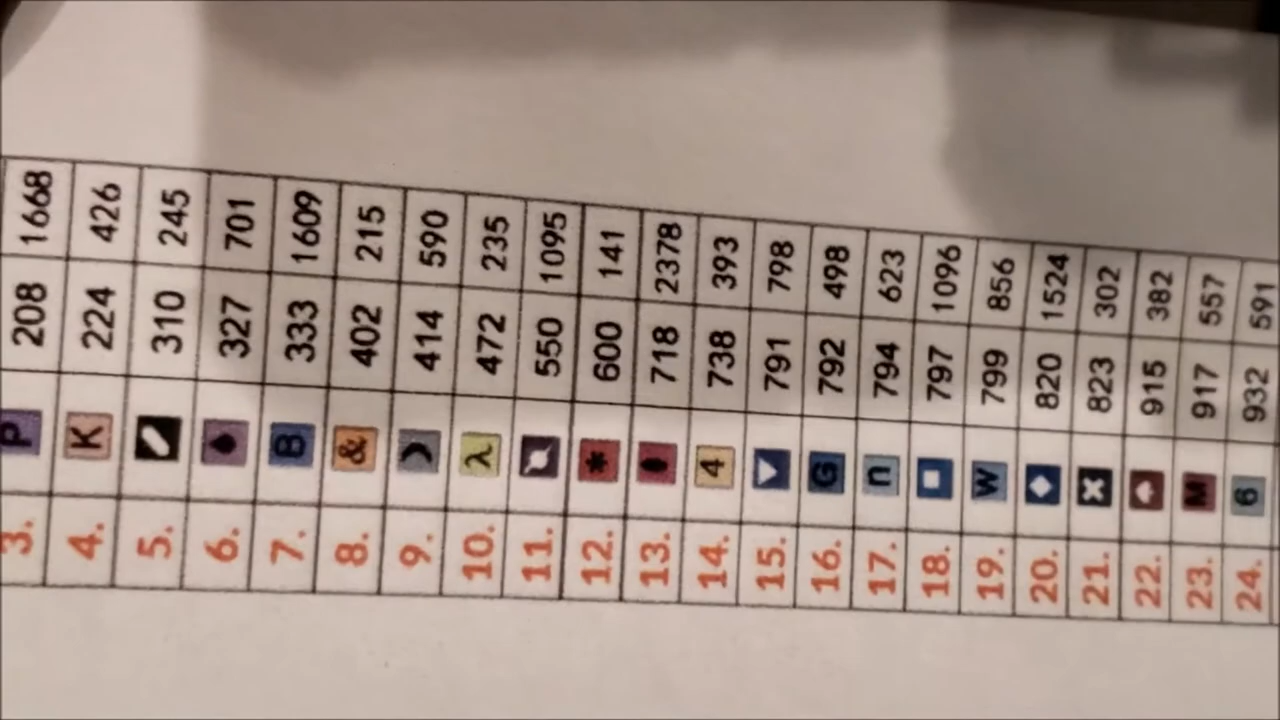 3. P 208 1668
4. K 224 426
5. 310 245
6. 327 701
7. B 333 1609
8. & 402 215
9. 414 590
10. λ 472 235
11. 550 1095
12. * 600 141
13. 718 2378
14. 4 738 393
15. 791 798
16. G 792 498
17. n 794 623
18. 797 1096
19. W 799 856
20. 820 1524
21. 823 302
22. 915 382
23. M 917 557
24. 6 932 591